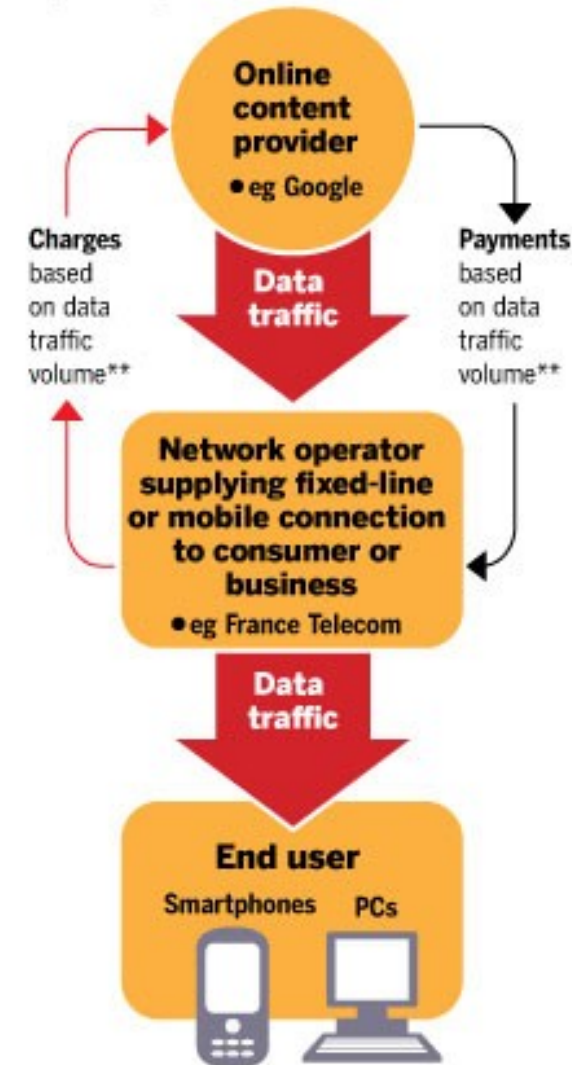 Online
content
provider
• eg Google
Charges
based
on data
traffic
volume**
Payments
based
on data
traffic
volume**
Data
traffic
Network operator
supplying fixed-line
or mobile connection
to consumer or
business
• eg France Telecom
Data
traffic
End user
Smartphones PCs